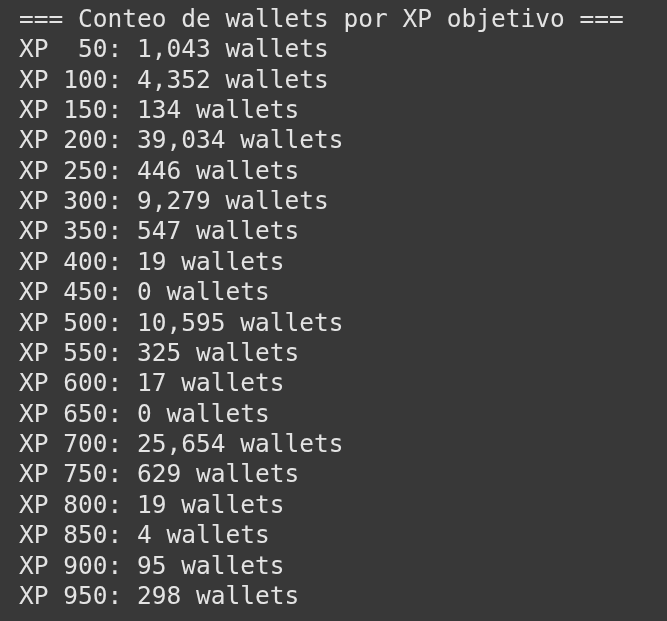 === Conteo de wallets por XP objetivo ===
XP  50: 1,043 wallets
XP 100: 4,352 wallets
XP 150: 134 wallets
XP 200: 39,034 wallets
XP 250: 446 wallets
XP 300: 9,279 wallets
XP 350: 547 wallets
XP 400: 19 wallets
XP 450: 0 wallets
XP 500: 10,595 wallets
XP 550: 325 wallets
XP 600: 17 wallets
XP 650: 0 wallets
XP 700: 25,654 wallets
XP 750: 629 wallets
XP 800: 19 wallets
XP 850: 4 wallets
XP 900: 95 wallets
XP 950: 298 wallets